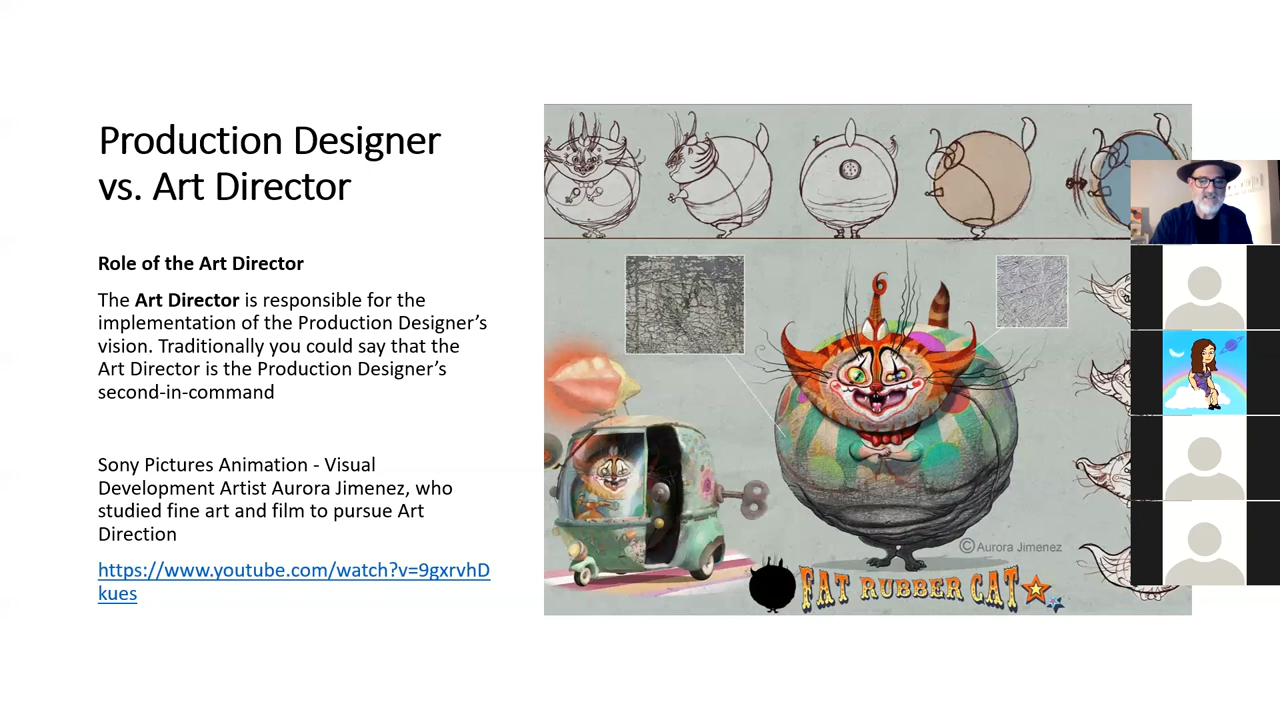 Production Designer
vs. Art Director
Role of the Art Director
The Art Director is responsible for the
implementation of the Production Designer's
vision. Traditionally you could say that the
Art Director is the Production Designer's
second-in-command
Sony Pictures Animation - Visual
Development Artist Aurora Jimenez, who
studied fine art and film to pursue Art
Direction
https://www.youtube.com/watch?v=9gxrvhD
kues
© Aurora Jimenez
FAT RUBBER CAT